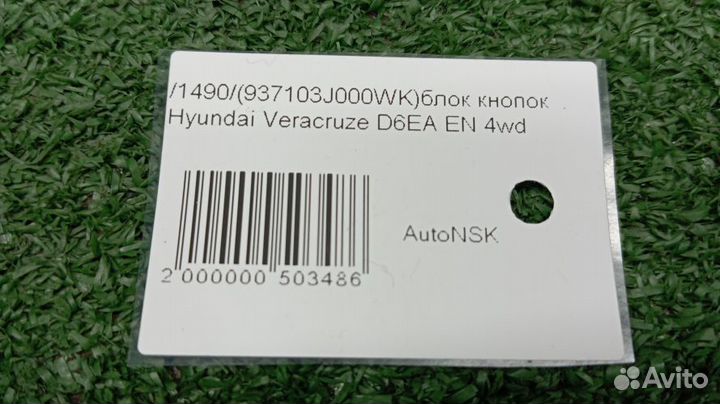 /1490/(937103J000WK)блок кнопок
Hyundai Veracruze D6EA EN 4wd
AutoNSK
2 000000 503486
Avito